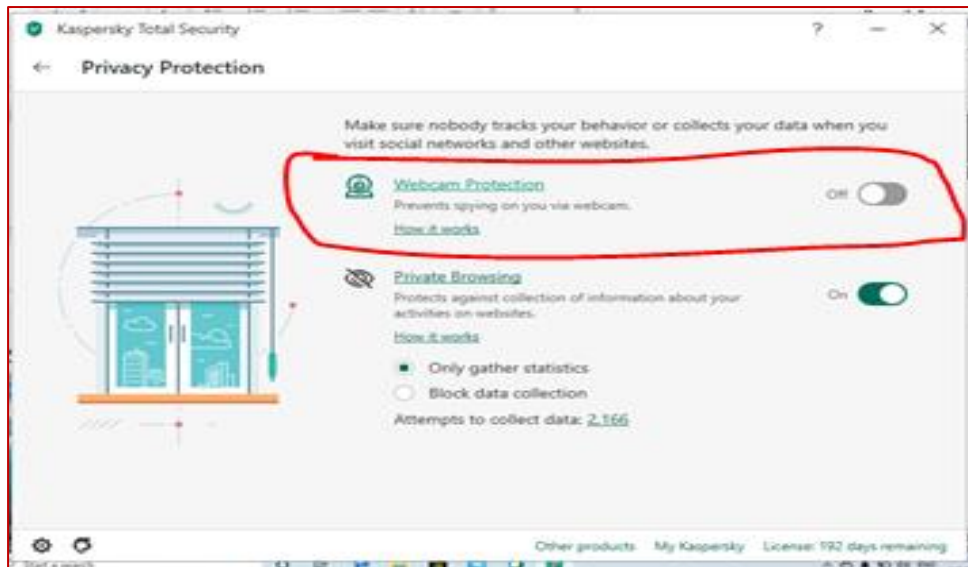 Kaspersky Total Security
?
Privacy Protection
Make sure nobody tracks your behavior or collects your data when you
visit social networks and other websites.
Webcam Protection
Off
Prevents spying on you via webcam.
How it works
Private Browsing
On
Protects against collection of information about your
activities on websites.
How it works
Only gather statistics
Block data collection
Attempts to collect data: 2,166
Other products My Kaspersky License: 192 days remaining